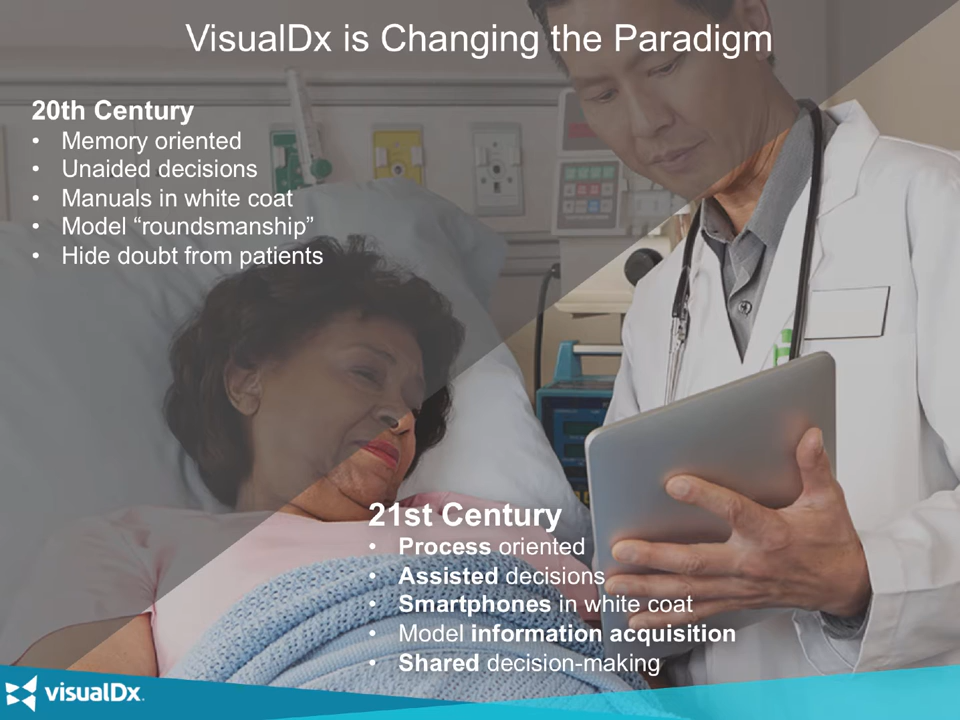 VisualDx is Changing the Paradigm
20th Century
• Memory oriented
• Unaided decisions
• Manuals in white coat
• Model “roundsmanship”
• Hide doubt from patients
21st Century
• Process oriented
• Assisted decisions
• Smartphones in white coat
• Model information acquisition
• Shared decision-making
visualDx.